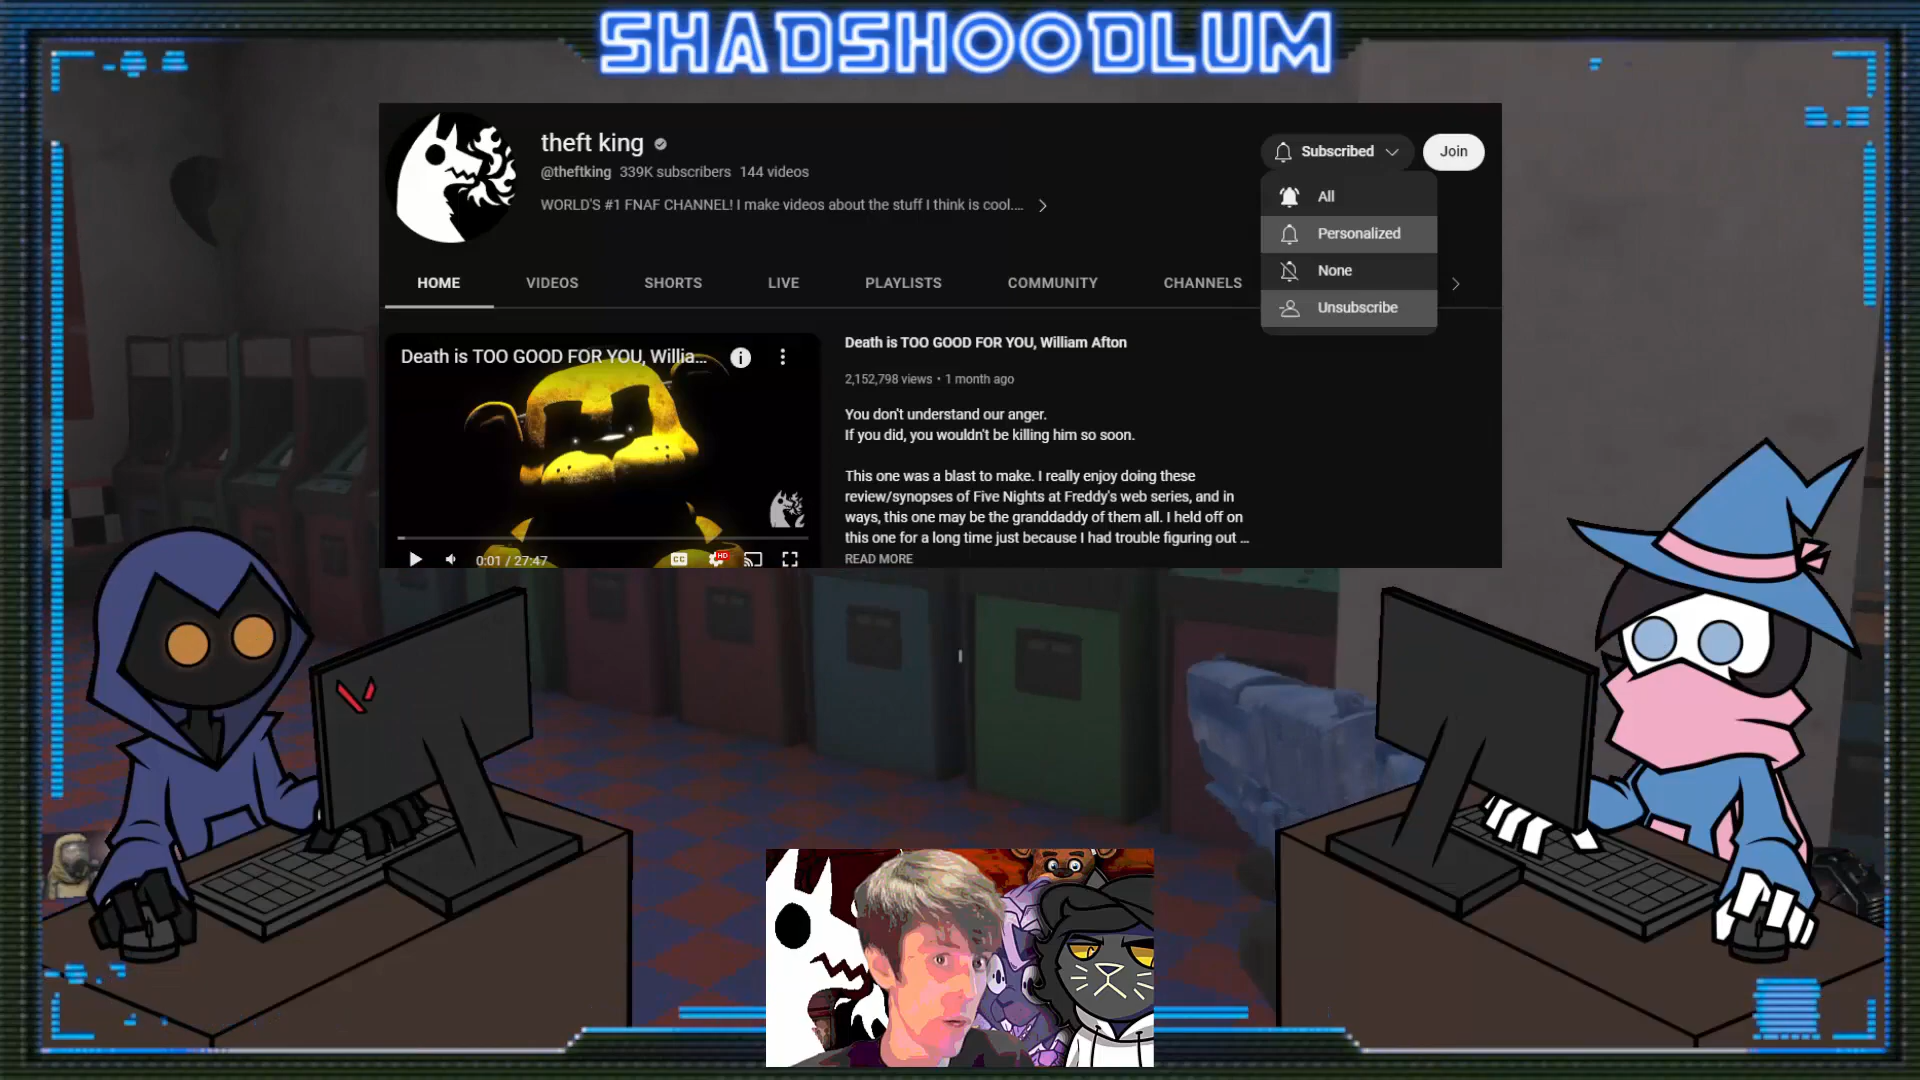 SHADSHOODLUM
theft king
@theftking 339K subscribers 144 videos
WORLD'S #1 FNAF CHANNEL! I make videos about the stuff I think is cool....
Subscribed
Join
All
Personalized
None
Unsubscribe
HOME VIDEOS SHORTS LIVE PLAYLISTS COMMUNITY CHANNELS
Death is TOO GOOD FOR YOU, Willia...
0:01 / 27:47
CC
HD
Death is TOO GOOD FOR YOU, William Afton
2,152,798 views • 1 month ago
You don't understand our anger.
If you did, you wouldn't be killing him so soon.
This one was a blast to make. I really enjoy doing these
review/synopses of Five Nights at Freddy's web series, and in
ways, this one may be the granddaddy of them all. I held off on
this one for a long time just because I had trouble figuring out ...
READ MORE